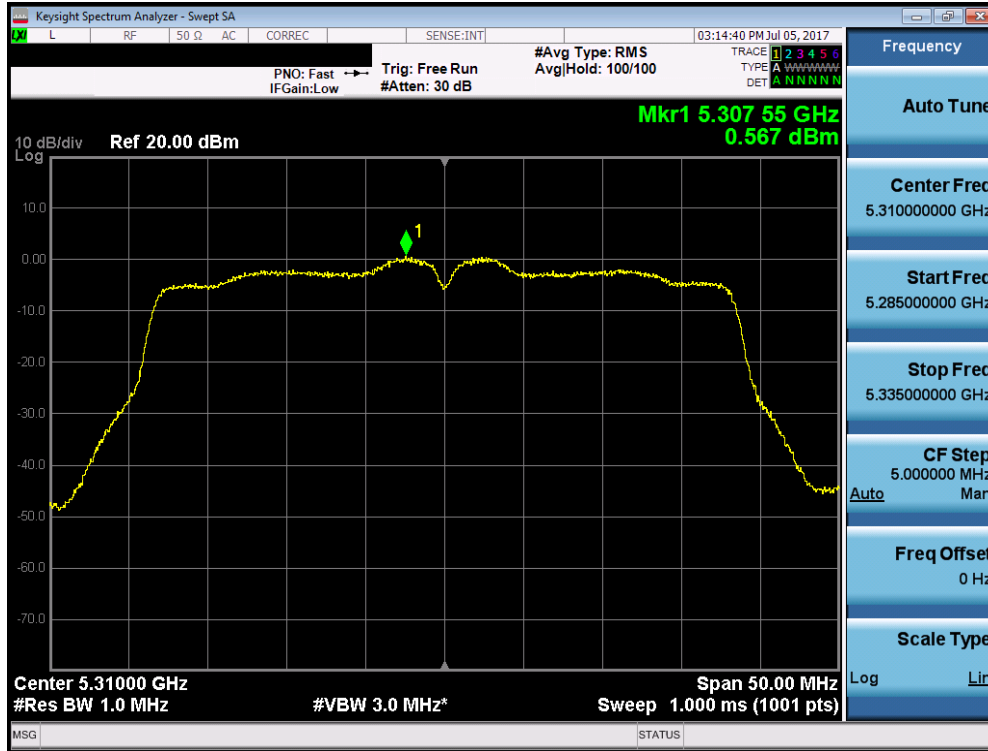 Keysight Spectrum Analyzer - Swept SA
LXI L RF 50 Ω AC CORREC SENSE:INT 03:14:40 PM Jul 05, 2017
PNO: Fast
IFGain:Low
Trig: Free Run
#Atten: 30 dB
#Avg Type: RMS
Avg|Hold: 100/100
TRACE 1 2 3 4 5 6
TYPE A WWWWW
DET A N N N N N
Mkr1 5.307 55 GHz
0.567 dBm
10 dB/div Ref 20.00 dBm
Log
10.0
0.00
-10.0
-20.0
-30.0
-40.0
-50.0
-60.0
-70.0
1
Center 5.31000 GHz Span 50.00 MHz
#Res BW 1.0 MHz #VBW 3.0 MHz* Sweep 1.000 ms (1001 pts)
MSG STATUS
Frequency
Auto Tune
Center Freq
5.310000000 GHz
Start Freq
5.285000000 GHz
Stop Freq
5.335000000 GHz
CF Step
5.000000 MHz
Auto Man
Freq Offset
0 Hz
Scale Type
Log Lin